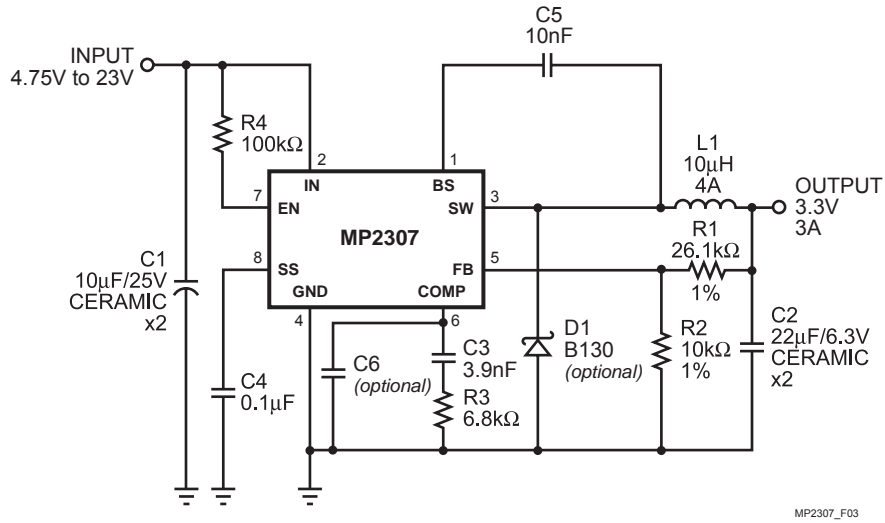 C5
10nF
INPUT
4.75V to 23V
R4
100kΩ
2
1
IN
BS
L1
10µH
4A
7
EN
SW
3
OUTPUT
3.3V
3A
MP2307
R1
26.1kΩ
1%
8
SS
FB
5
C1
10µF/25V
CERAMIC
x2
GND
COMP
4
6
C4
0.1µF
C6
(optional)
C3
3.9nF
R3
6.8kΩ
D1
B130
(optional)
R2
10kΩ
1%
C2
22µF/6.3V
CERAMIC
x2
MP2307_F03